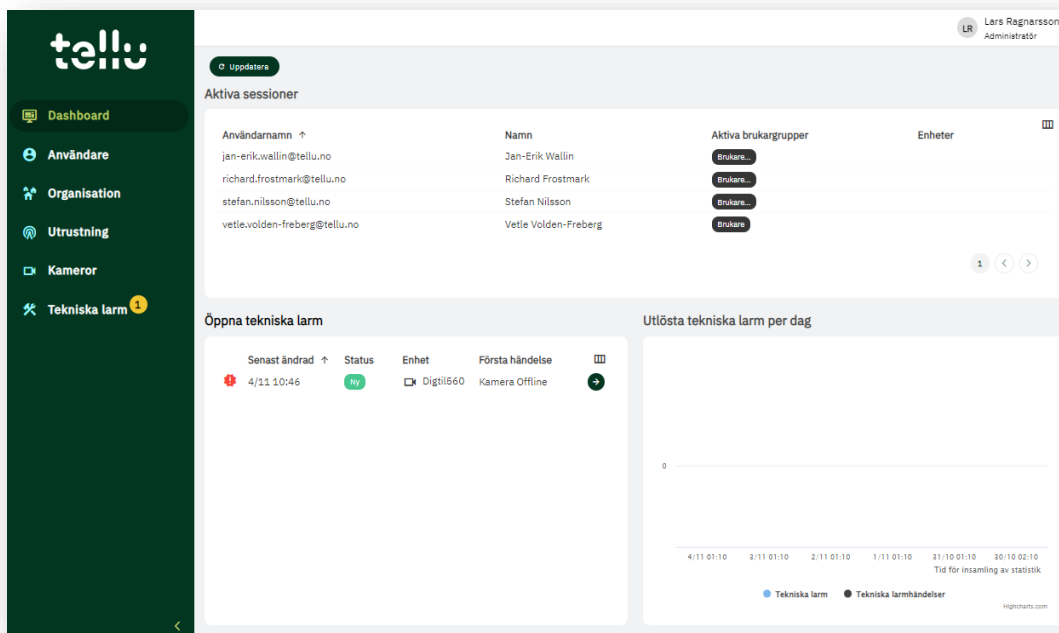 tellu
LR Lars Ragnarsson
Administratör
Uppdatera
Aktiva sessioner
Dashboard
Användare
Organisation
Utrustning
Kameror
Tekniska larm 1
Användarnamn ↑ Namn Aktiva brukargrupper Enheter
jan-erik.wallin@tellu.no Jan-Erik Wallin Brukare...
richard.frostmark@tellu.no Richard Frostmark Brukare...
stefan.nilsson@tellu.no Stefan Nilsson Brukare...
vetle.volden-freberg@tellu.no Vetle Volden-Freberg Brukare
1
Öppna tekniska larm
Senast ändrad ↑ Status Enhet Första händelse
4/11 10:46 Ny Digtil560 Kamera Offline
Utlösta tekniska larm per dag
0
4/11 01:10 3/11 01:10 2/11 01:10 1/11 01:10 31/10 01:10 30/10 02:10
Tid för insamling av statistik
Tekniska larm Tekniska larmhändelser
Highcharts.com